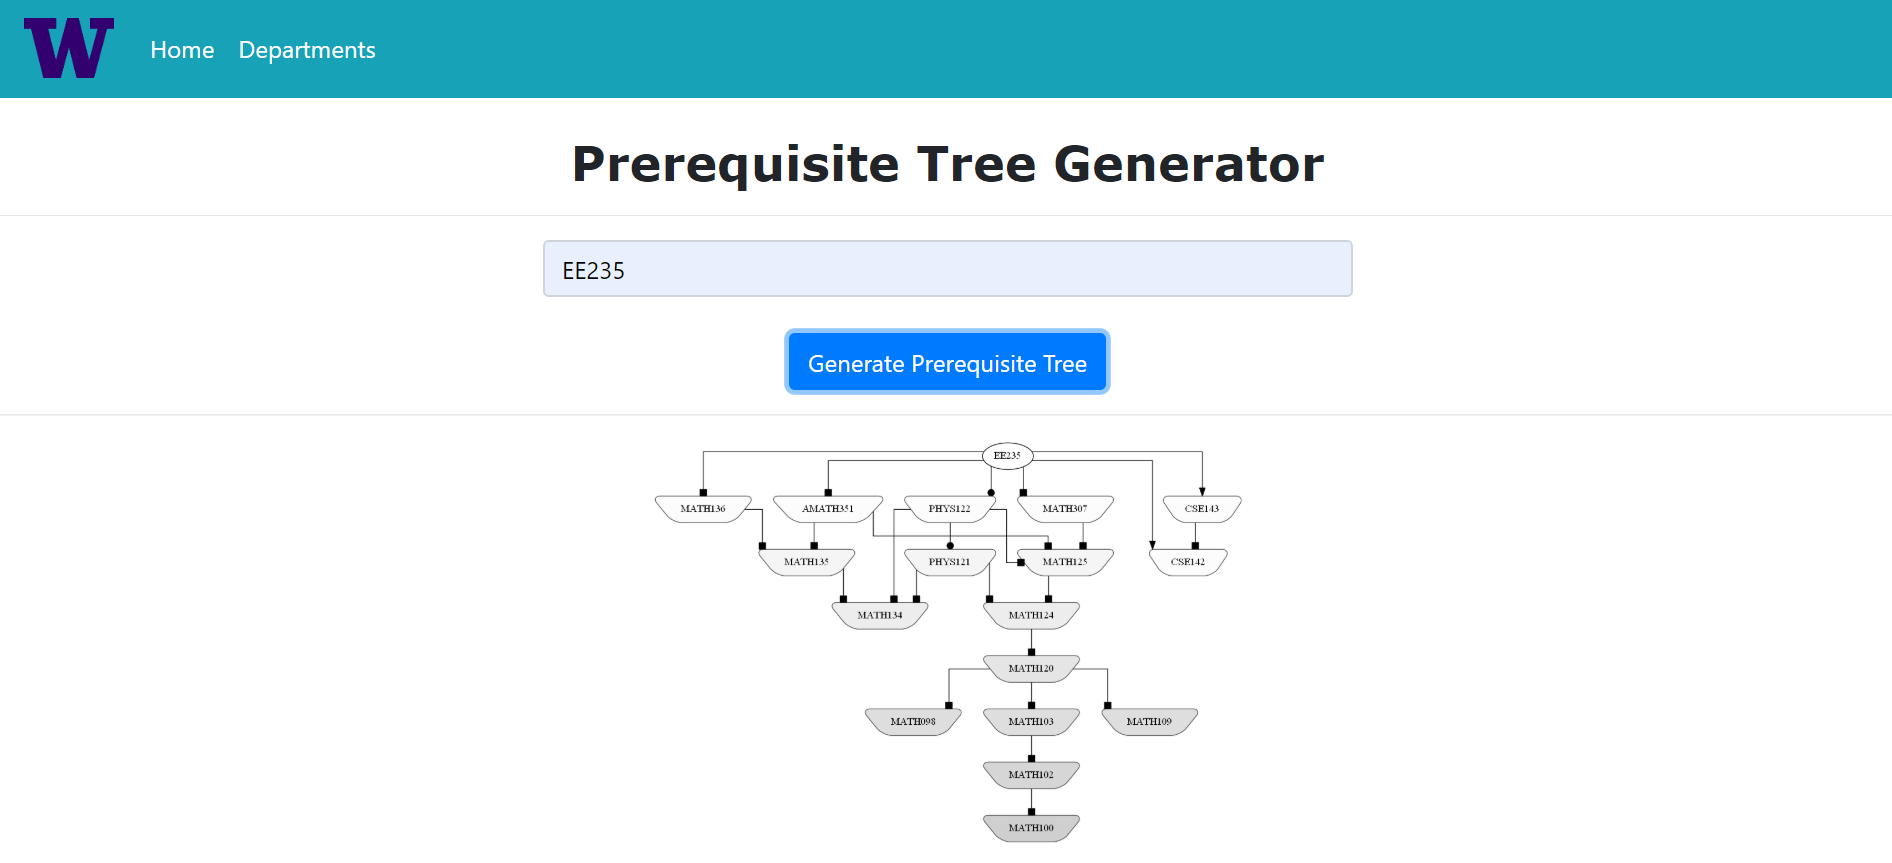 W Home Departments
Prerequisite Tree Generator
EE235
Generate Prerequisite Tree
EE235
MATH136 AMATH351 PHYS122 MATH307 CSE143
MATH135 PHYS121 MATH125 CSE142
MATH134 MATH124
MATH120
MATH098 MATH103 MATH109
MATH102
MATH100